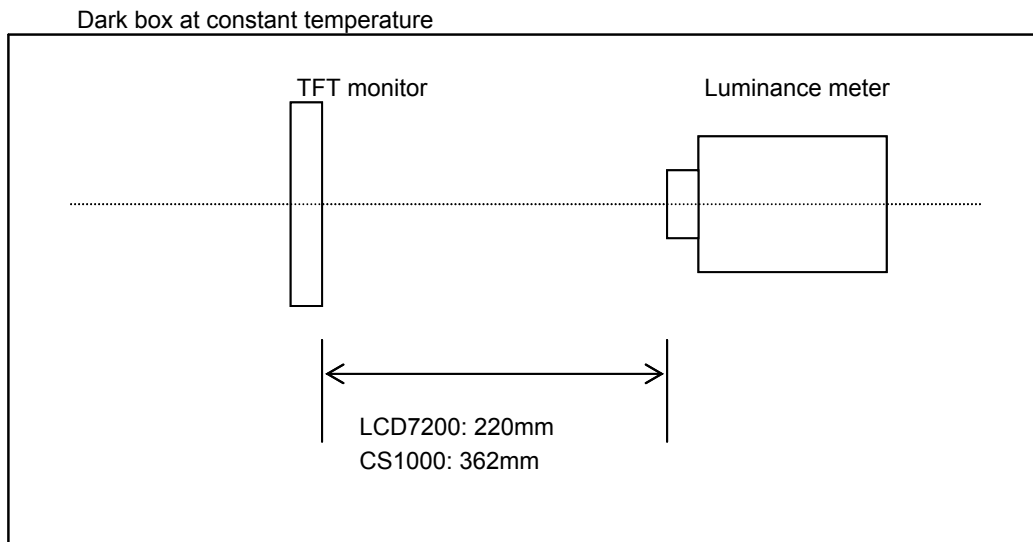 Dark box at constant temperature
TFT monitor
Luminance meter
LCD7200: 220mm
CS1000: 362mm